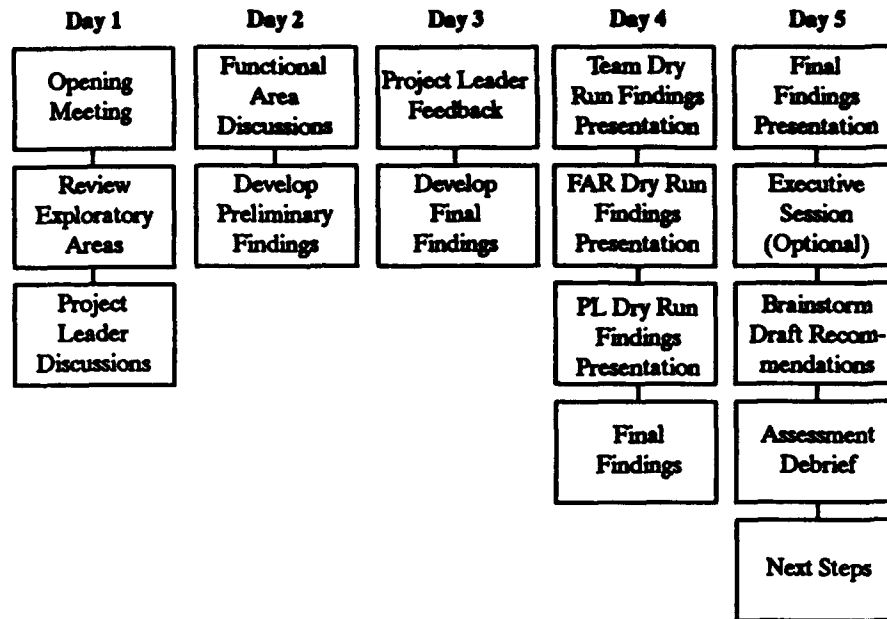 Day 1
Day 2
Day 3
Day 4
Day 5
Opening
Meeting
Review
Exploratory
Areas
Project
Leader
Discussions
Functional
Area
Discussions
Develop
Preliminary
Findings
Project Leader
Feedback
Develop
Final
Findings
Team Dry
Run Findings
Presentation
FAR Dry Run
Findings
Presentation
PL Dry Run
Findings
Presentation
Final
Findings
Final
Findings
Presentation
Executive
Session
(Optional)
Brainstorm
Draft Recom-
mendations
Assessment
Debrief
Next Steps